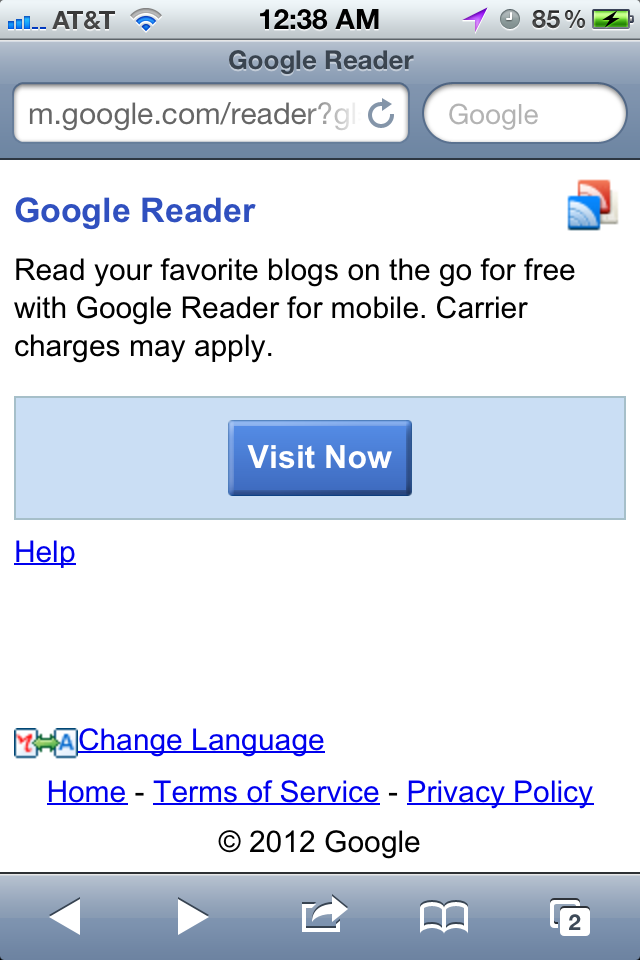 AT&T 12:38 AM 85%
Google Reader
m.google.com/reader?gl Google
Google Reader
Read your favorite blogs on the go for free
with Google Reader for mobile. Carrier
charges may apply.
Visit Now
Help
A Change Language
Home - Terms of Service - Privacy Policy
© 2012 Google
2